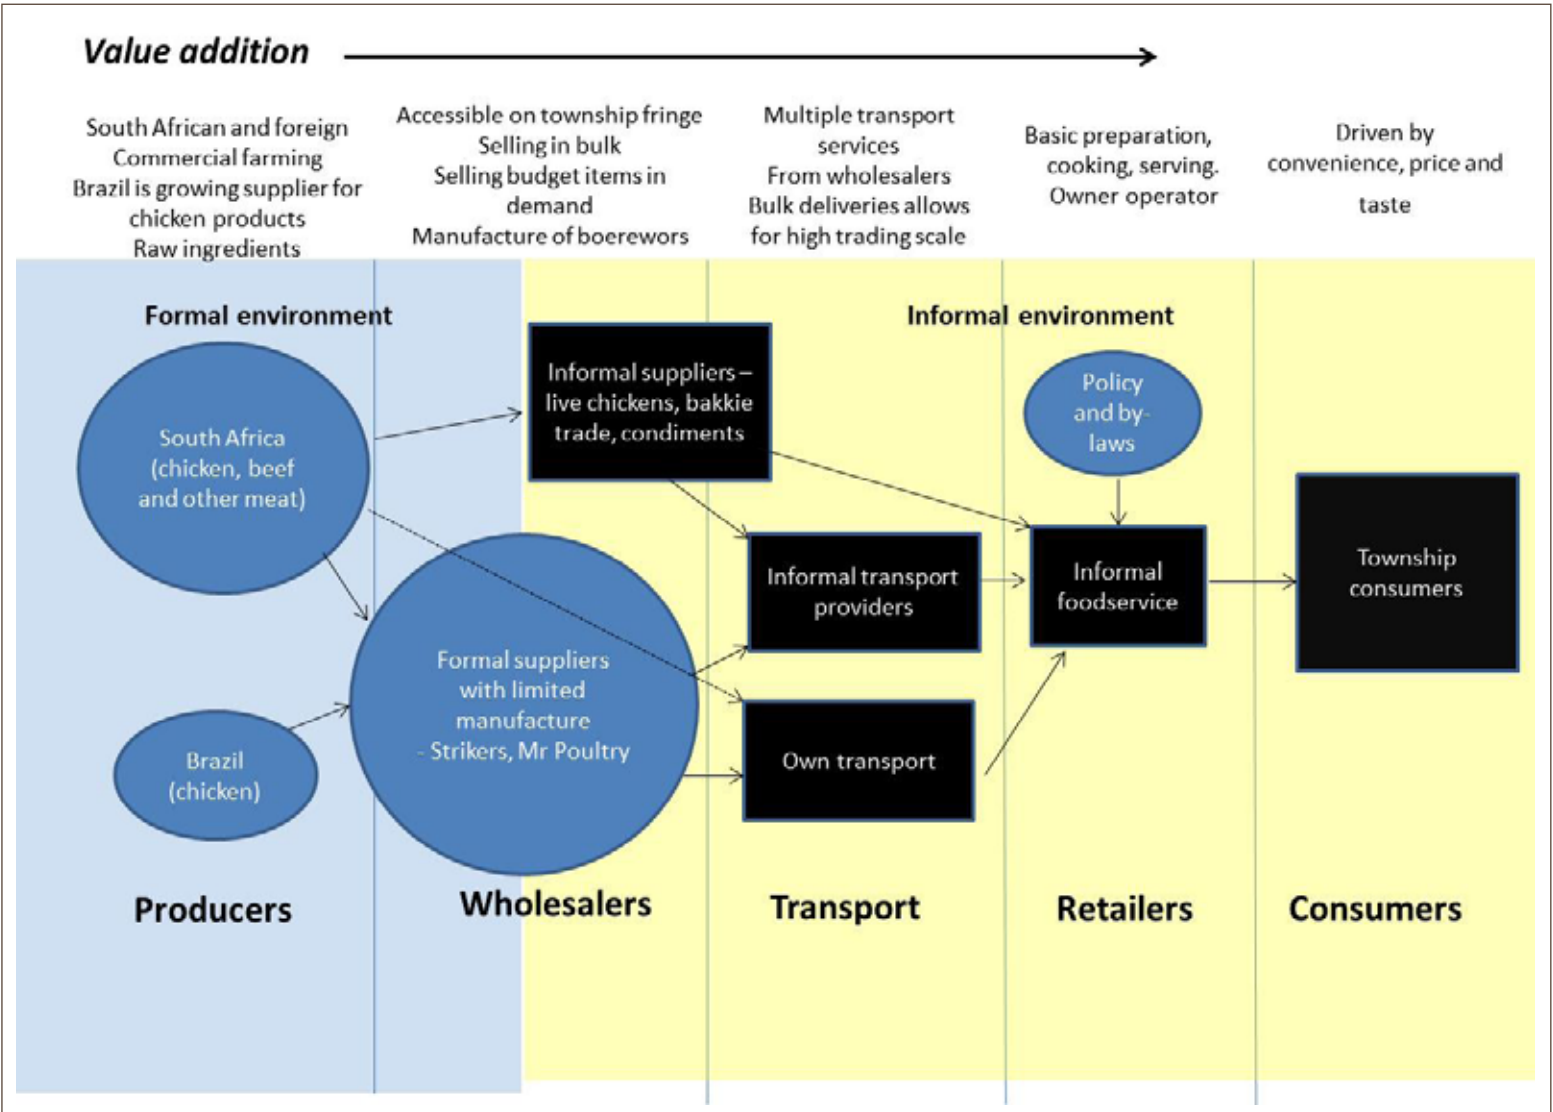 Value addition
South African and foreign
Commercial farming
Brazil is growing supplier for
chicken products
Raw ingredients
Accessible on township fringe
Selling in bulk
Selling budget items in
demand
Manufacture of boerewors
Multiple transport
services
From wholesalers
Bulk deliveries allows
for high trading scale
Basic preparation,
cooking, serving.
Owner operator
Driven by
convenience, price and
taste
Formal environment
Informal environment
South Africa
(chicken, beef
and other meat)
Brazil
(chicken)
Informal suppliers –
live chickens, bakkie
trade, condiments
Formal suppliers
with limited
manufacture
- Strikers, Mr Poultry
Informal transport
providers
Own transport
Policy
and by-
laws
Informal
foodservice
Township
consumers
Producers
Wholesalers
Transport
Retailers
Consumers